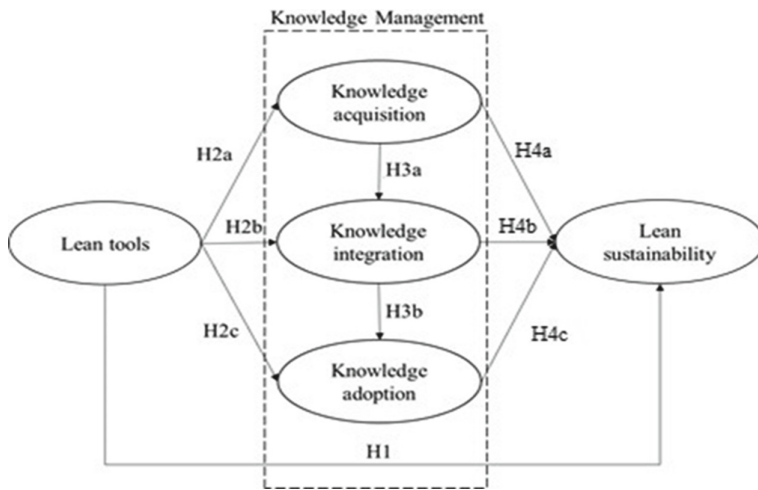 Knowledge Management
Knowledge
acquisition
H2a
H4a
H3a
Lean tools
H2b
Knowledge
integration
H4b
Lean
sustainability
H3b
H2c
H4c
Knowledge
adoption
H1